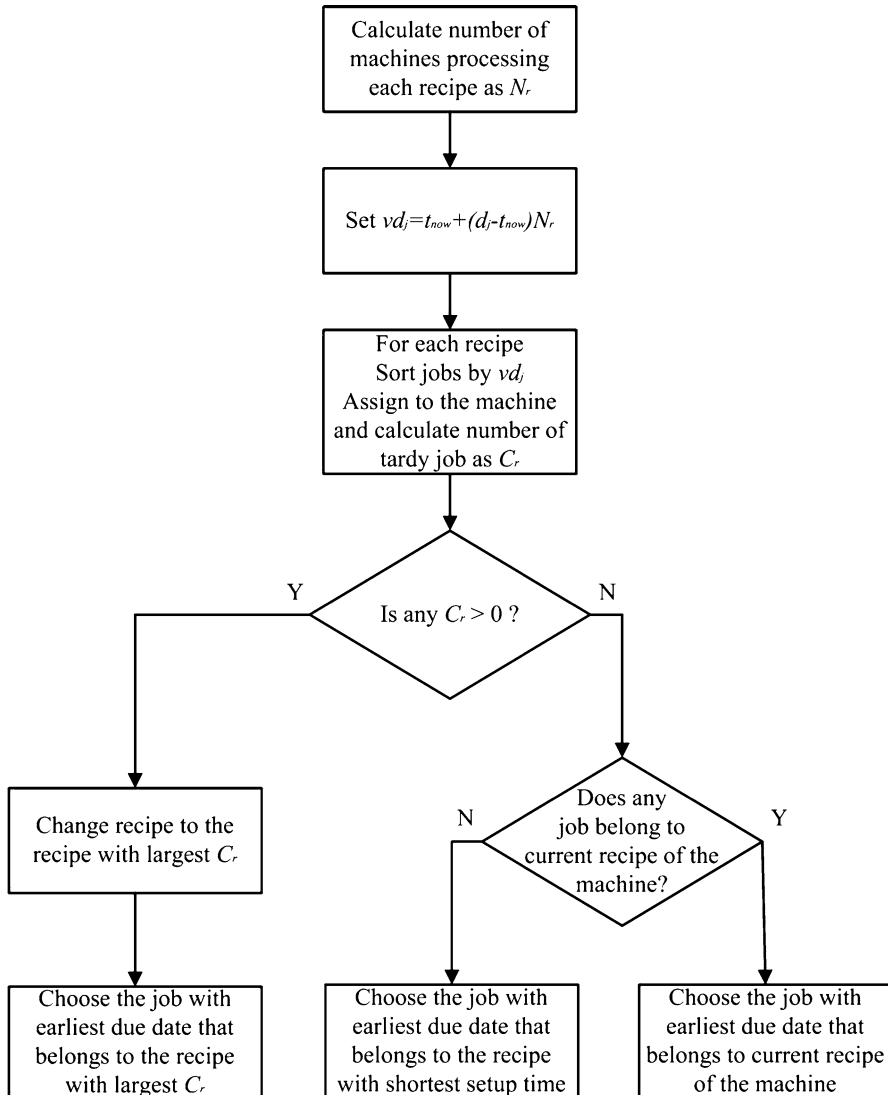 Calculate number of
machines processing
each recipe as Nr
Set vdj=tnow+(dj-tnow)Nr
For each recipe
Sort jobs by vdj
Assign to the machine
and calculate number of
tardy job as Cr
Y
N
Is any Cr > 0 ?
N
Y
Does any
job belong to
current recipe of the
machine?
Change recipe to the
recipe with largest Cr
Choose the job with
earliest due date that
belongs to the recipe
with largest Cr
Choose the job with
earliest due date that
belongs to the recipe
with shortest setup time
Choose the job with
earliest due date that
belongs to current recipe
of the machine